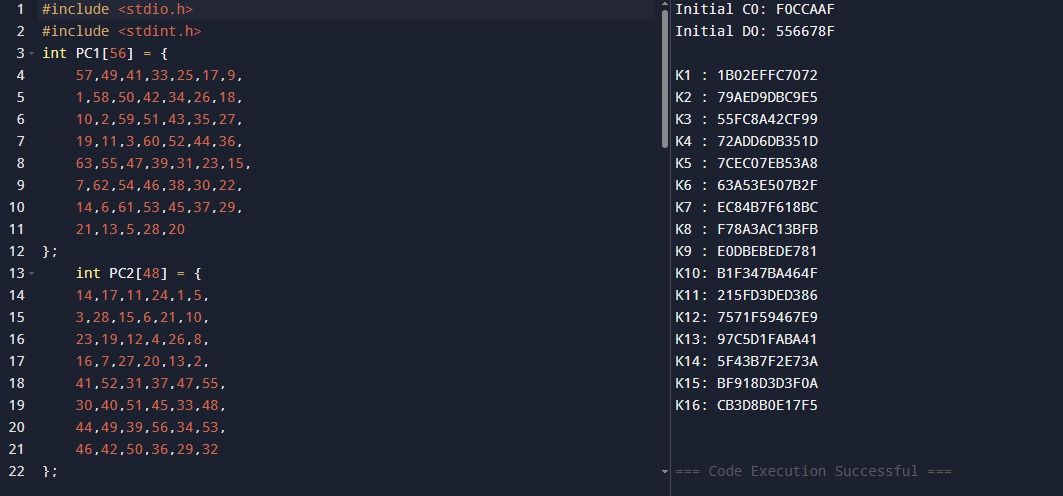 1 #include <stdio.h>
2 #include <stdint.h>
3 int PC1[56] = {
4 57,49,41,33,25,17,9,
5 1,58,50,42,34,26,18,
6 10,2,59,51,43,35,27,
7 19,11,3,60,52,44,36,
8 63,55,47,39,31,23,15,
9 7,62,54,46,38,30,22,
10 14,6,61,53,45,37,29,
11 21,13,5,28,20
12 };
13 int PC2[48] = {
14 14,17,11,24,1,5,
15 3,28,15,6,21,10,
16 23,19,12,4,26,8,
17 16,7,27,20,13,2,
18 41,52,31,37,47,55,
19 30,40,51,45,33,48,
20 44,49,39,56,34,53,
21 46,42,50,36,29,32
22 };
Initial C0: F0CCAAF
Initial D0: 556678F
K1 : 1B02EFFC7072
K2 : 79AED9DBC9E5
K3 : 55FC8A42CF99
K4 : 72ADD6DB351D
K5 : 7CEC07EB53A8
K6 : 63A53E507B2F
K7 : EC84B7F618BC
K8 : F78A3AC13BFB
K9 : E0DBEBEDE781
K10: B1F347BA464F
K11: 215FD3DED386
K12: 7571F59467E9
K13: 97C5D1FABA41
K14: 5F43B7F2E73A
K15: BF918D3D3F0A
K16: CB3D8B0E17F5
=== Code Execution Successful ===